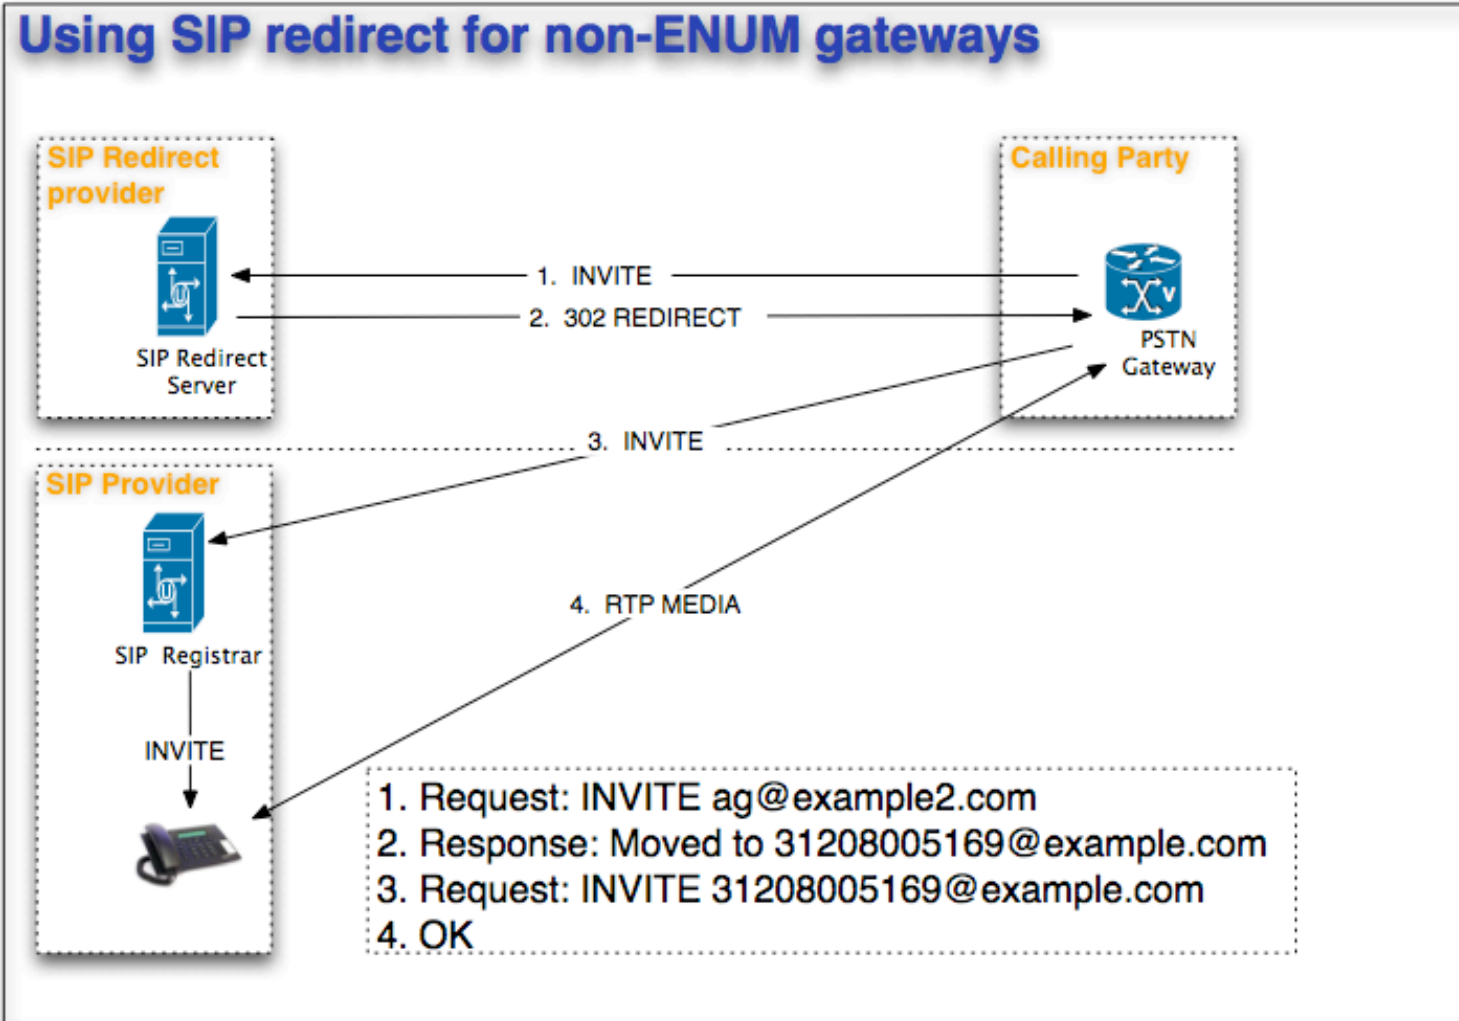 Using SIP redirect for non-ENUM gateways
SIP Redirect
provider
Calling Party
1. INVITE
2. 302 REDIRECT
SIP Redirect
Server
PSTN
Gateway
3. INVITE
SIP Provider
4. RTP MEDIA
SIP Registrar
INVITE
1. Request: INVITE ag@example2.com
2. Response: Moved to 31208005169@example.com
3. Request: INVITE 31208005169@example.com
4. OK
U
V
U